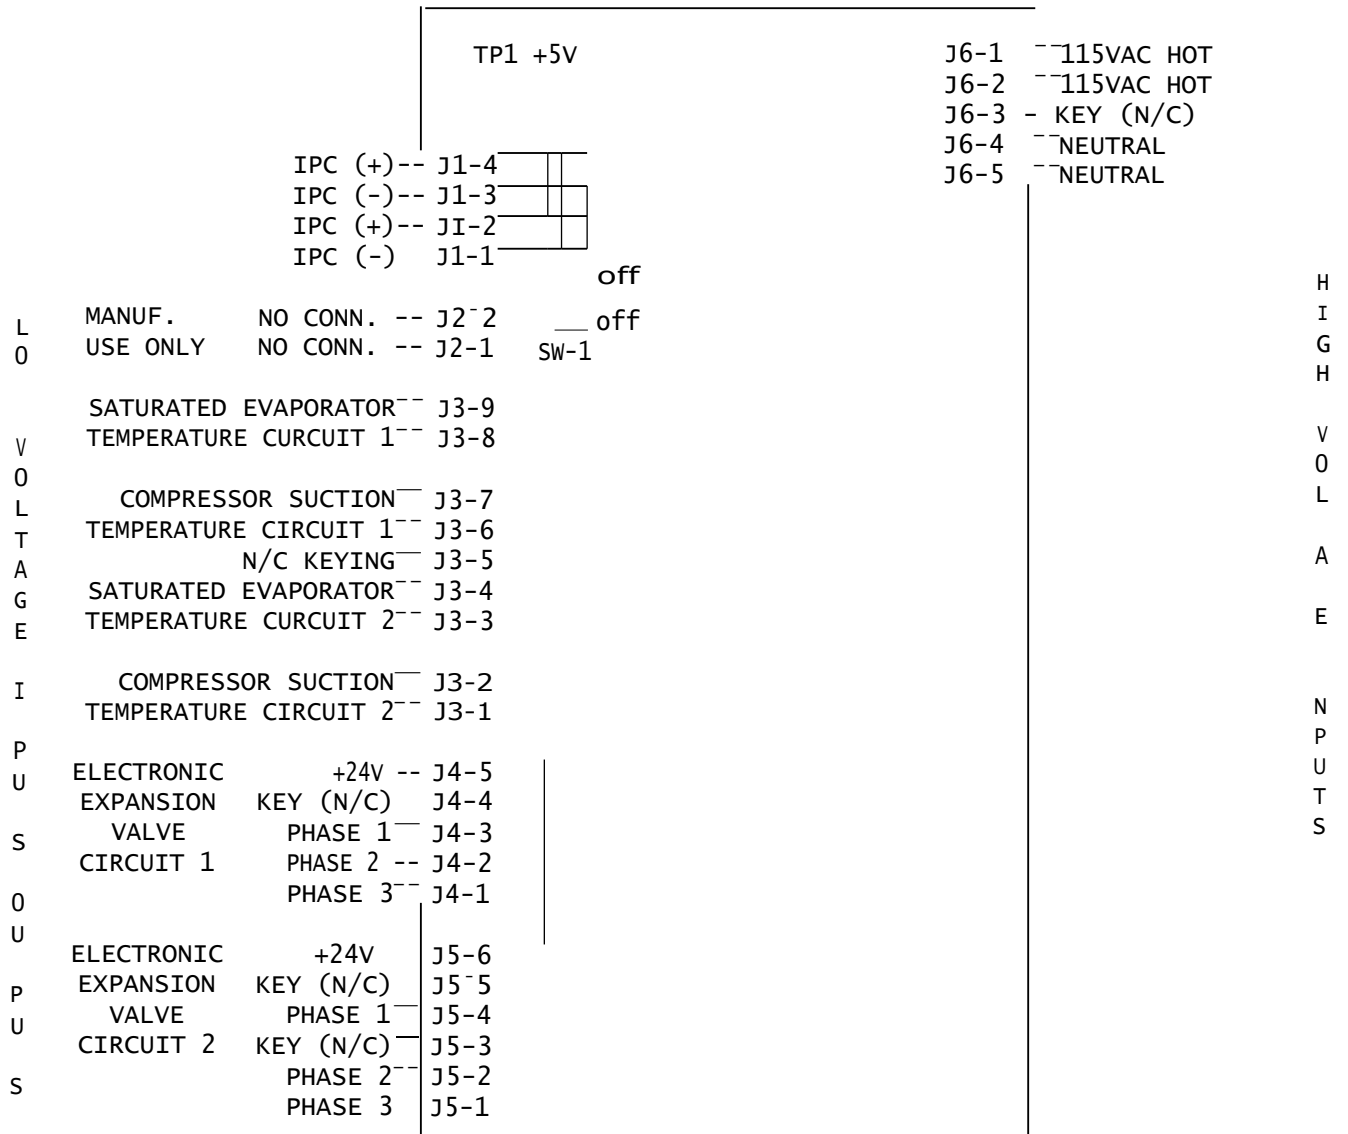 TP1 +5V
J6-1 --115VAC HOT
J6-2 --115VAC HOT
J6-3 - KEY (N/C)
J6-4 --NEUTRAL
J6-5 --NEUTRAL
IPC (+)-- J1-4
IPC (-)-- J1-3
IPC (+)-- JI-2
IPC (-) J1-1
off
MANUF. NO CONN. -- J2-2 off
USE ONLY NO CONN. -- J2-1 SW-1
SATURATED EVAPORATOR-- J3-9
TEMPERATURE CURCUIT 1-- J3-8
COMPRESSOR SUCTION-- J3-7
TEMPERATURE CIRCUIT 1-- J3-6
N/C KEYING-- J3-5
SATURATED EVAPORATOR-- J3-4
TEMPERATURE CURCUIT 2-- J3-3
COMPRESSOR SUCTION-- J3-2
TEMPERATURE CIRCUIT 2-- J3-1
ELECTRONIC +24V -- J4-5
EXPANSION KEY (N/C) J4-4
VALVE PHASE 1-- J4-3
CIRCUIT 1 PHASE 2 -- J4-2
PHASE 3-- J4-1
ELECTRONIC +24V J5-6
EXPANSION KEY (N/C) J5-5
VALVE PHASE 1-- J5-4
CIRCUIT 2 KEY (N/C)-- J5-3
PHASE 2-- J5-2
PHASE 3 J5-1
LO VOLTAGE I PU S OU PU S
HIGH VOL A E NPUTS